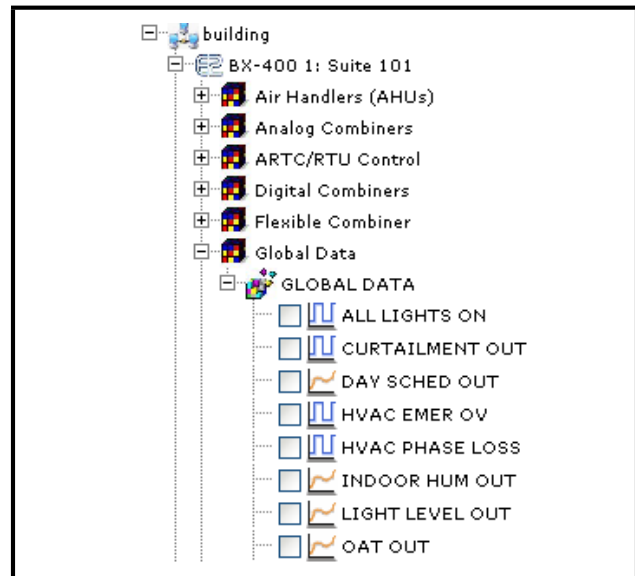 building
E2 BX-400 1: Suite 101
Air Handlers (AHUs)
Analog Combiners
ARTC/RTU Control
Digital Combiners
Flexible Combiner
Global Data
GLOBAL DATA
ALL LIGHTS ON
CURTAILMENT OUT
DAY SCHED OUT
HVAC EMER OV
HVAC PHASE LOSS
INDOOR HUM OUT
LIGHT LEVEL OUT
OAT OUT